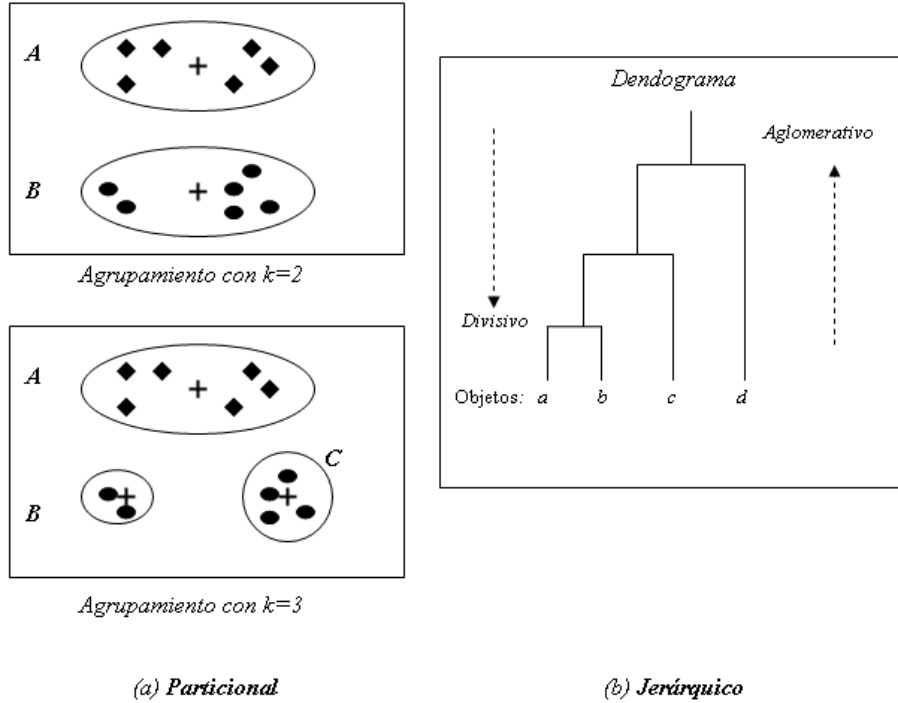 A
B
Agrupamiento con k=2
A
C
B
Agrupamiento con k=3
(a) Particional
Dendograma
Aglomerativo
Divisivo
Objetos: a b c d
(b) Jerárquico